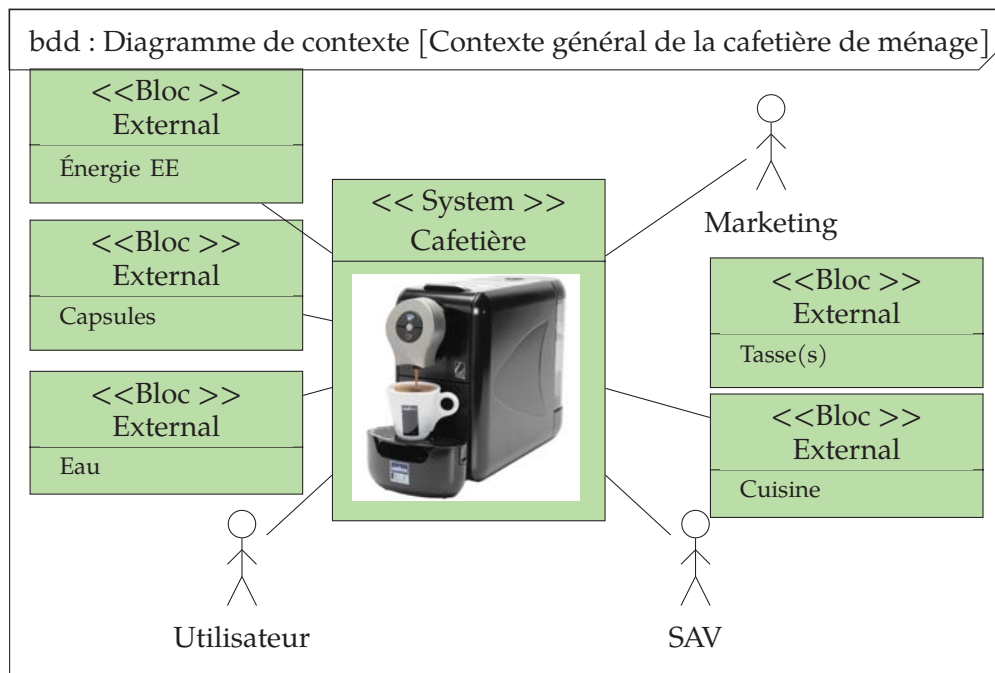 bdd : Diagramme de contexte [Contexte général de la cafetière de ménage]
<<Bloc >>
External
Énergie EE
<<Bloc >>
External
Capsules
<<Bloc >>
External
Eau
Utilisateur
<< System >>
Cafetière
Marketing
<<Bloc >>
External
Tasse(s)
<<Bloc >>
External
Cuisine
SAV